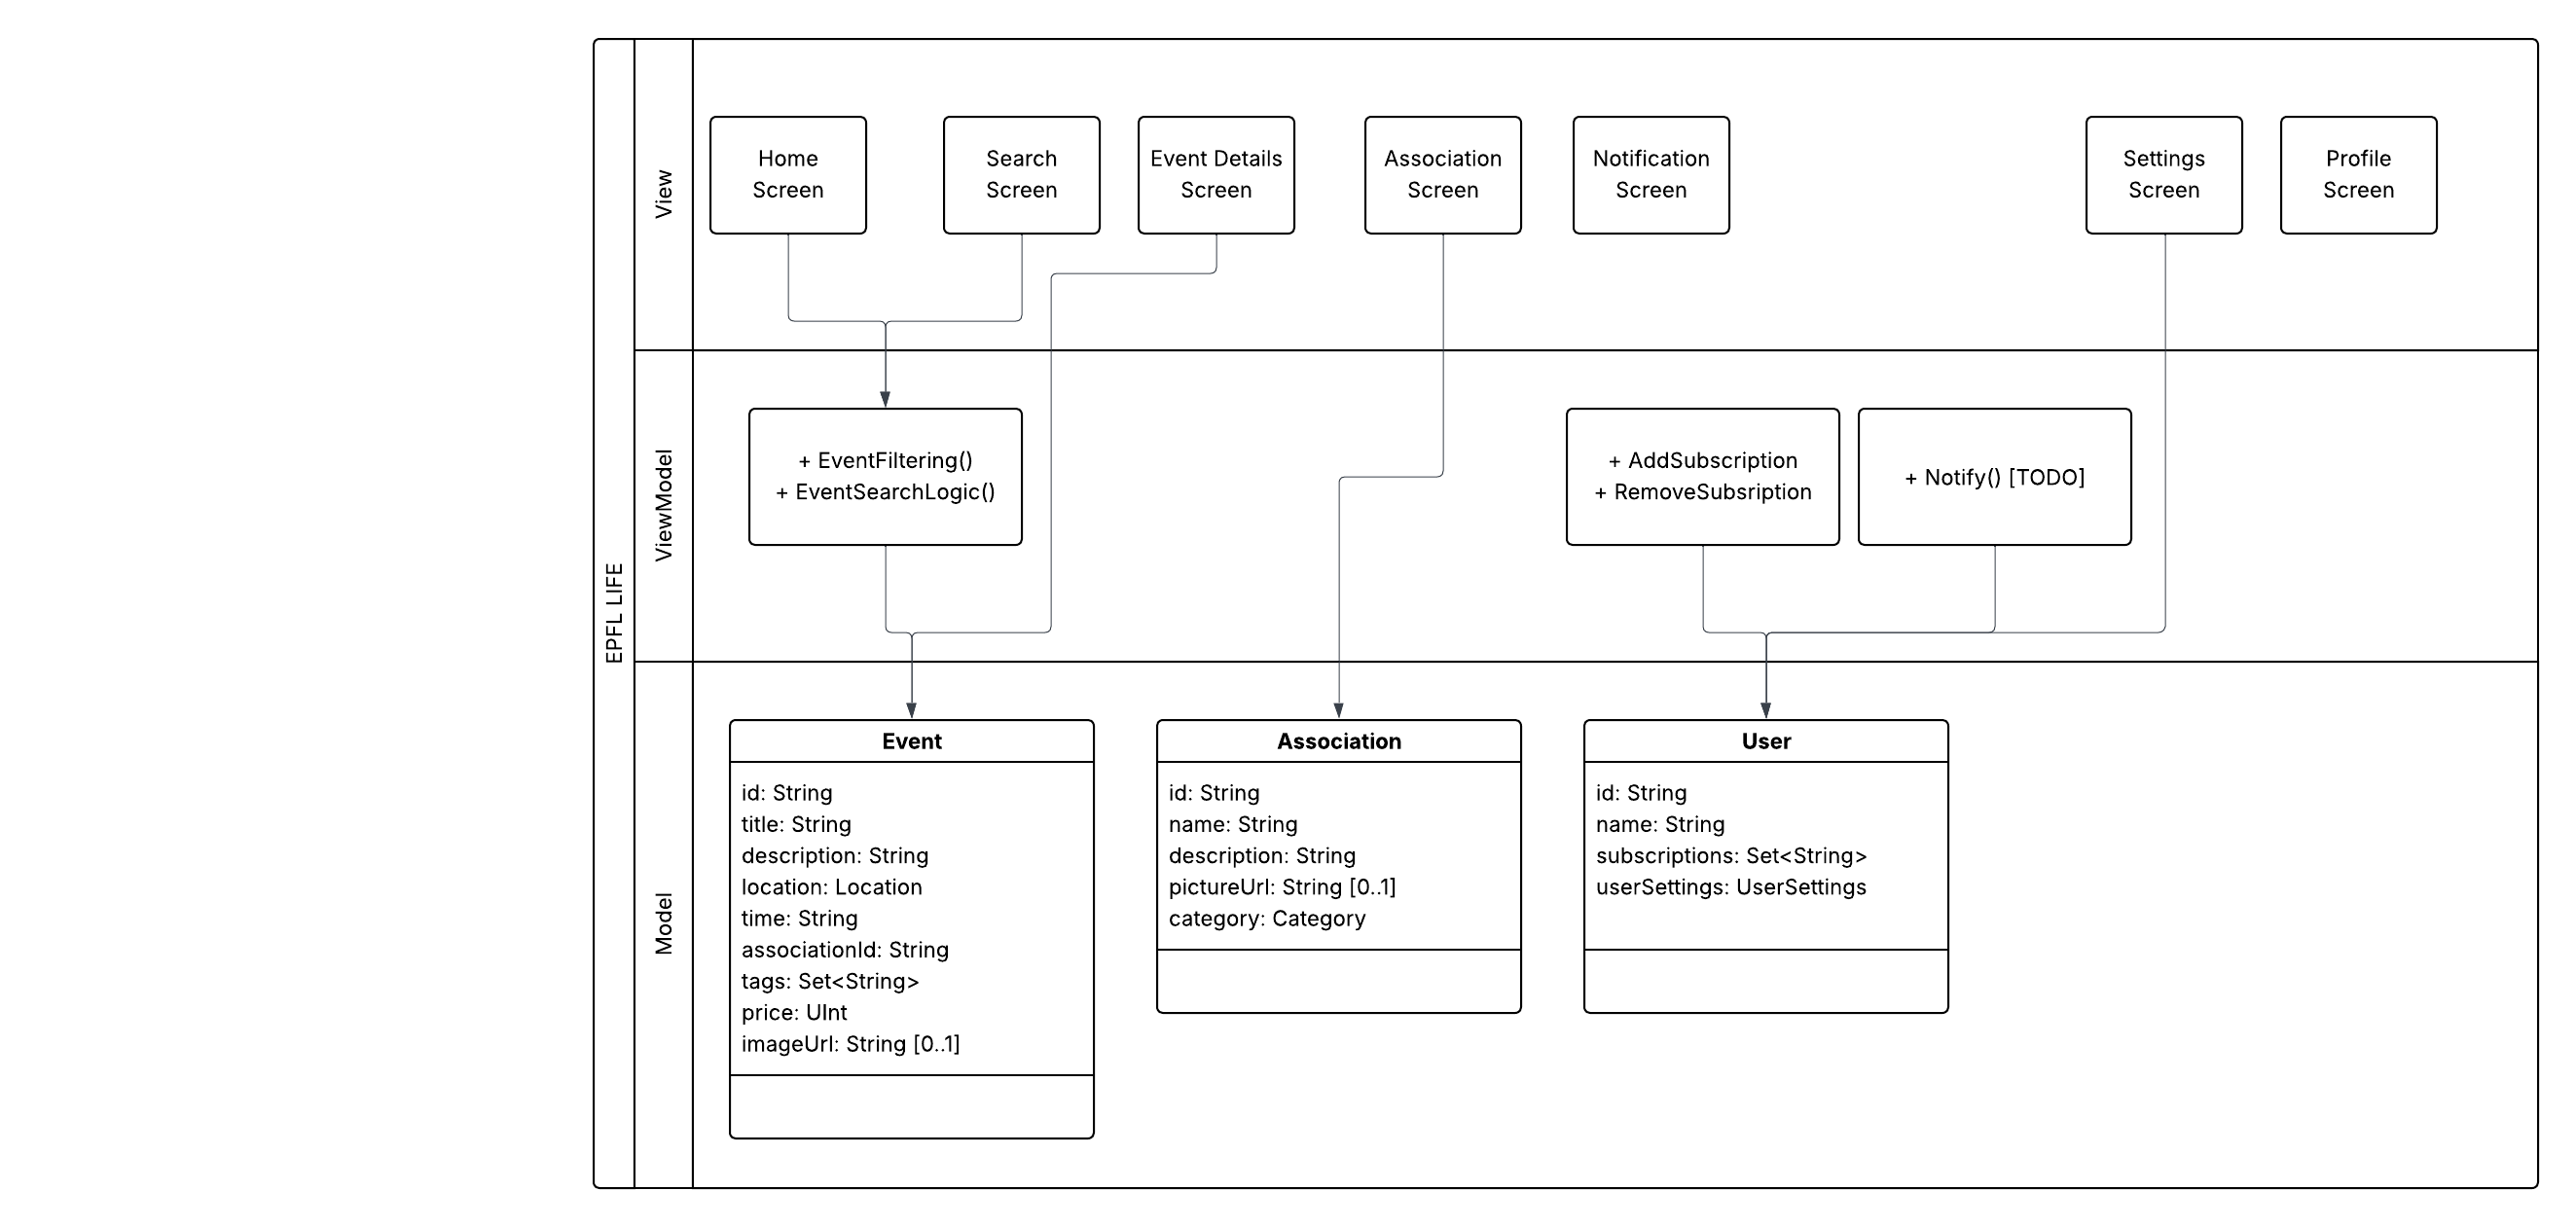 EPFL LIFE
View
Home
Screen
Search
Screen
Event Details
Screen
Association
Screen
Notification
Screen
Settings
Screen
Profile
Screen
ViewModel
+ EventFiltering()
+ EventSearchLogic()
+ AddSubscription
+ RemoveSubsription
+ Notify() [TODO]
Model
Event
id: String
title: String
description: String
location: Location
time: String
associationId: String
tags: Set<String>
price: UInt
imageUrl: String [0..1]
Association
id: String
name: String
description: String
pictureUrl: String [0..1]
category: Category
User
id: String
name: String
subscriptions: Set<String>
userSettings: UserSettings